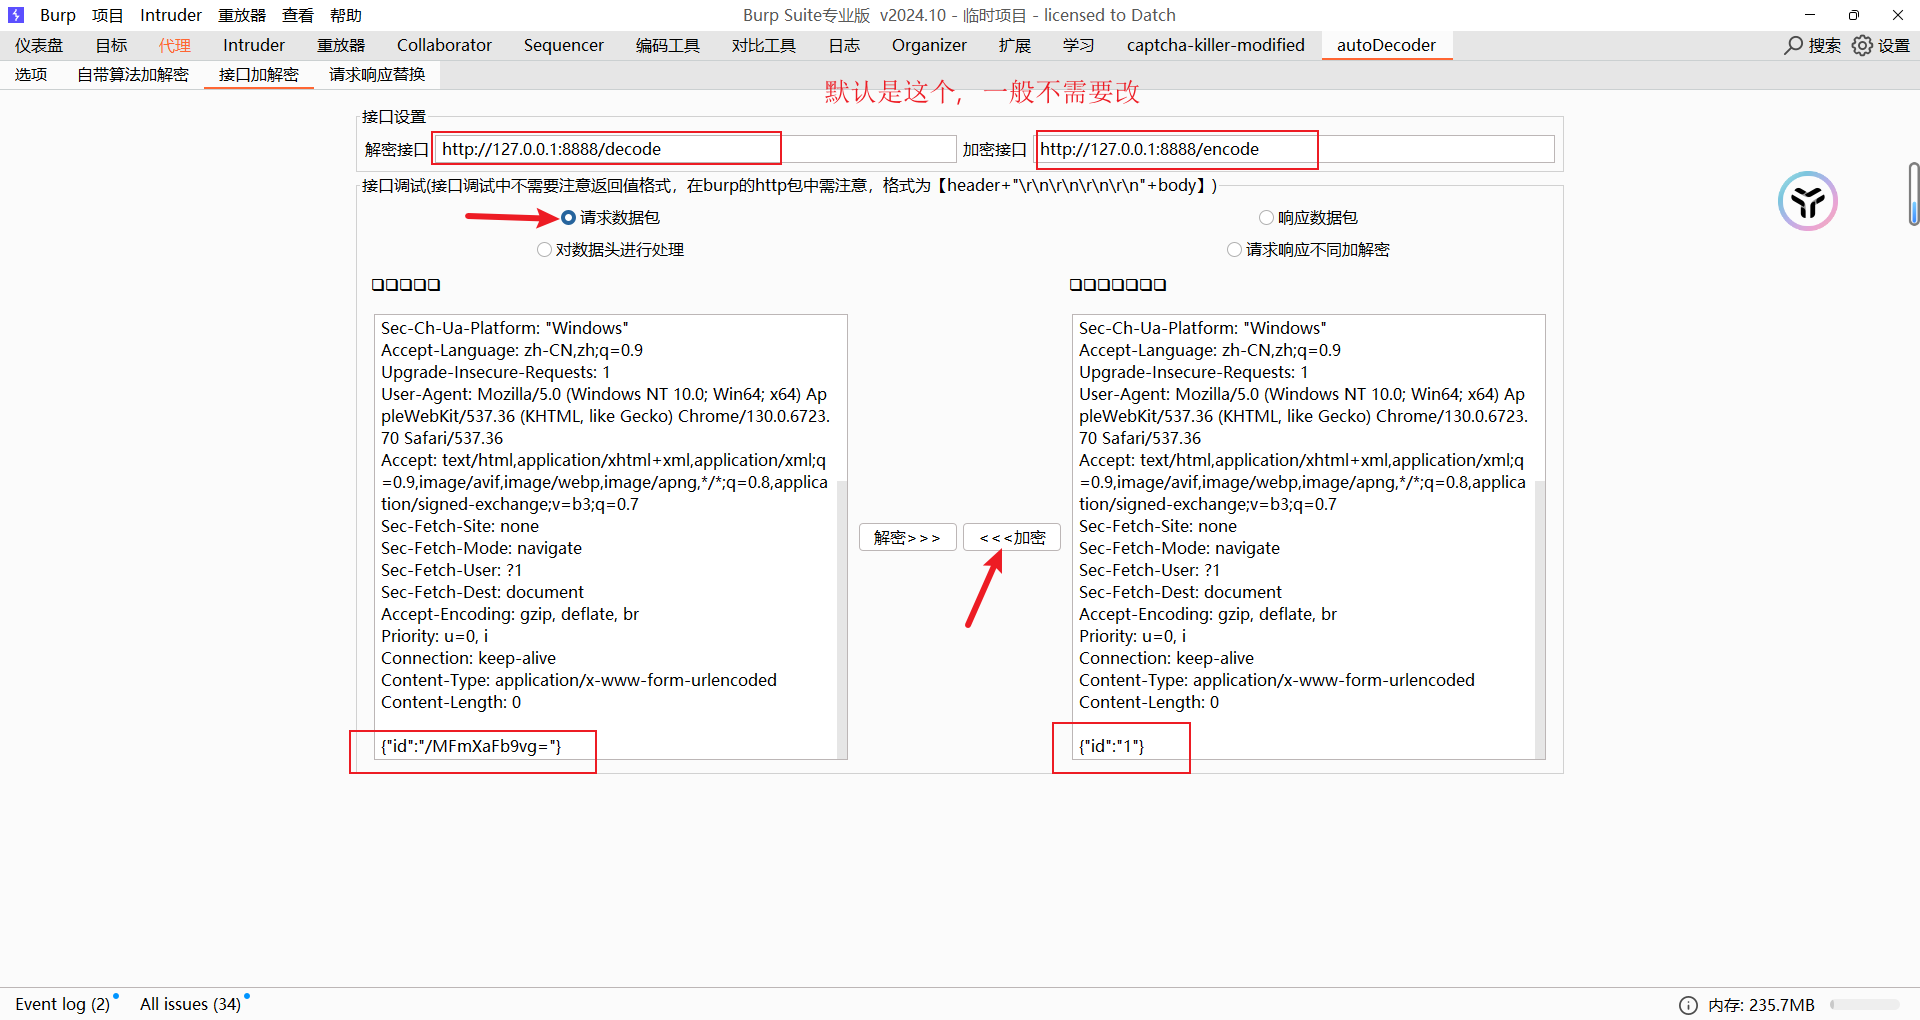 Burp 项目 Intruder 重放器 查看 帮助
Burp Suite专业版 v2024.10 - 临时项目 - licensed to Datch
仪表盘 目标 代理 Intruder 重放器 Collaborator Sequencer 编码工具 对比工具 日志 Organizer 扩展 学习 captcha-killer-modified autoDecoder 搜索 设置
选项 自带算法加解密 接口加解密 请求响应替换
默认是这个，一般不需要改
接口设置
解密接口 http://127.0.0.1:8888/decode 加密接口 http://127.0.0.1:8888/encode
接口调试(接口调试中不需要注意返回值格式，在burp的http包中需注意，格式为【header+"\r\n\r\n\r\n\r\n"+body】)
请求数据包 响应数据包
对数据头进行处理 请求响应不同加解密
Sec-Ch-Ua-Platform: "Windows"
Accept-Language: zh-CN,zh;q=0.9
Upgrade-Insecure-Requests: 1
User-Agent: Mozilla/5.0 (Windows NT 10.0; Win64; x64) Ap
pleWebKit/537.36 (KHTML, like Gecko) Chrome/130.0.6723.
70 Safari/537.36
Accept: text/html,application/xhtml+xml,application/xml;q
=0.9,image/avif,image/webp,image/apng,*/*;q=0.8,applica
tion/signed-exchange;v=b3;q=0.7
Sec-Fetch-Site: none
Sec-Fetch-Mode: navigate
Sec-Fetch-User: ?1
Sec-Fetch-Dest: document
Accept-Encoding: gzip, deflate, br
Priority: u=0, i
Connection: keep-alive
Content-Type: application/x-www-form-urlencoded
Content-Length: 0
{"id":"/MFmXaFb9vg="}
解密>>> <<<加密
Sec-Ch-Ua-Platform: "Windows"
Accept-Language: zh-CN,zh;q=0.9
Upgrade-Insecure-Requests: 1
User-Agent: Mozilla/5.0 (Windows NT 10.0; Win64; x64) Ap
pleWebKit/537.36 (KHTML, like Gecko) Chrome/130.0.6723.
70 Safari/537.36
Accept: text/html,application/xhtml+xml,application/xml;q
=0.9,image/avif,image/webp,image/apng,*/*;q=0.8,applica
tion/signed-exchange;v=b3;q=0.7
Sec-Fetch-Site: none
Sec-Fetch-Mode: navigate
Sec-Fetch-User: ?1
Sec-Fetch-Dest: document
Accept-Encoding: gzip, deflate, br
Priority: u=0, i
Connection: keep-alive
Content-Type: application/x-www-form-urlencoded
Content-Length: 0
{"id":"1"}
Event log (2) All issues (34) 内存: 235.7MB